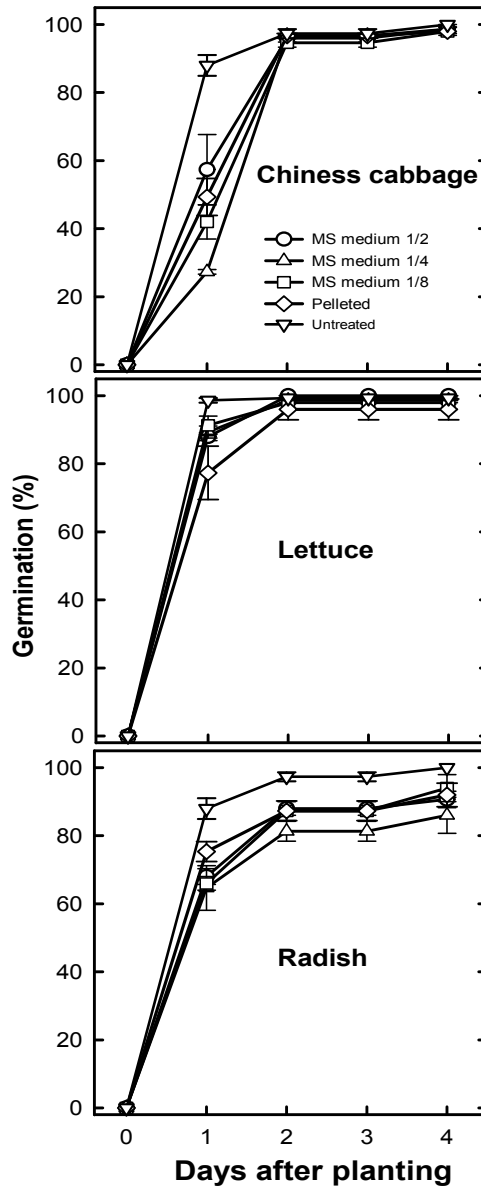 100
80
60
40
20
0
Chiness cabbage
MS medium 1/2
MS medium 1/4
MS medium 1/8
Pelleted
Untreated
Germination (%)
100
80
60
40
20
0
Lettuce
100
80
60
40
20
0
Radish
0 1 2 3 4
Days after planting